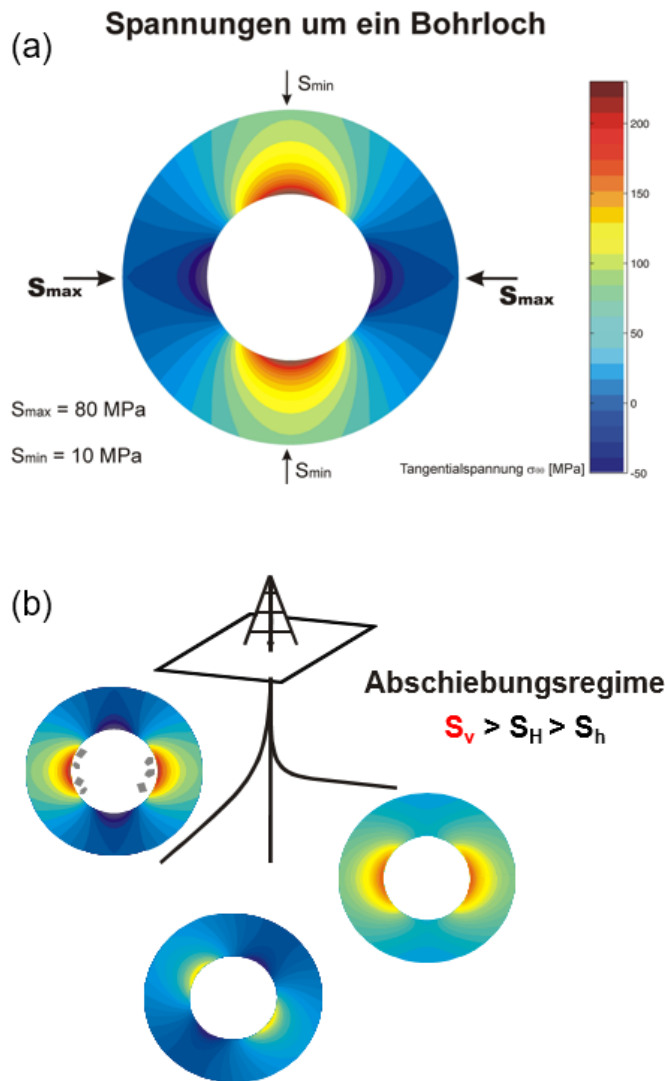 Spannungen um ein Bohrloch
(a)
Smin
Smax
Smax
Smax = 80 MPa
Smin = 10 MPa
Smin
Tangentialspannung σΘΘ [MPa]
200
150
100
50
0
-50
(b)
Abschiebungsregime
Sv > SH > Sh